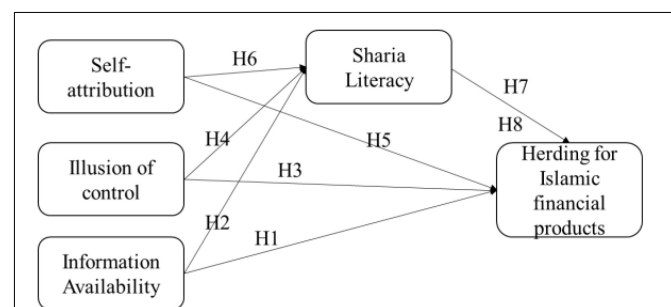 Self-
attribution
Illusion of
control
Information
Availability
H6
H4
H2
H5
H3
H1
Sharia
Literacy
H7
H8
Herding for
Islamic
financial
products